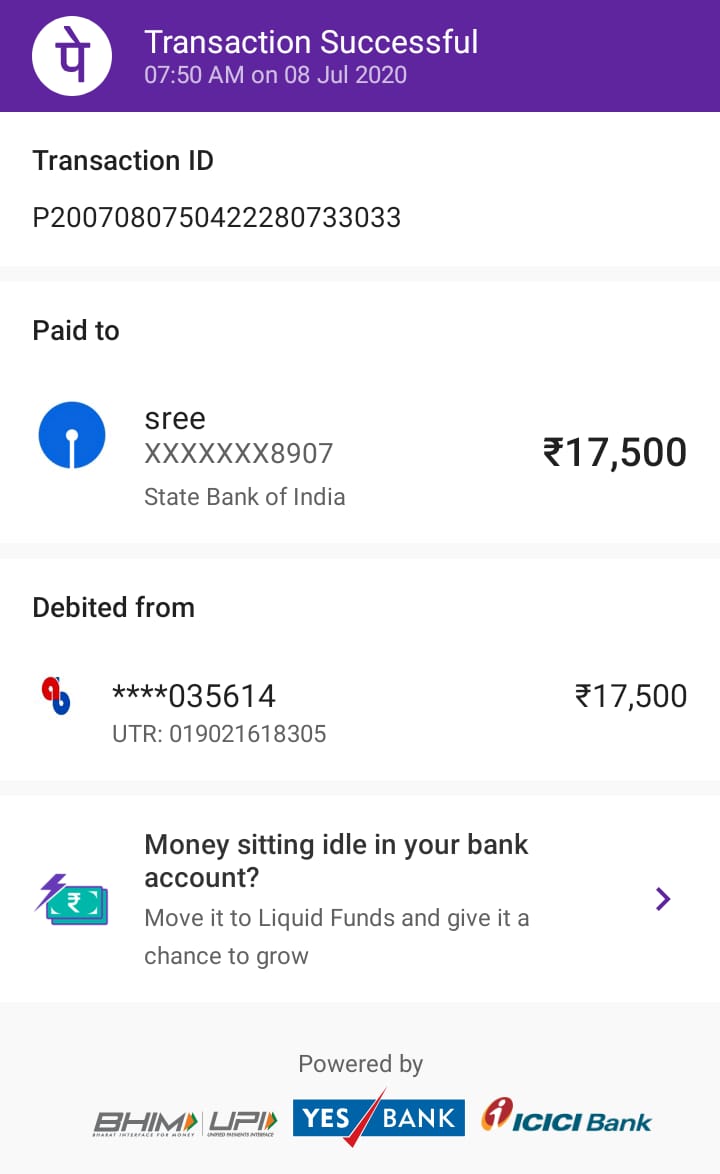 पे
Transaction Successful
07:50 AM on 08 Jul 2020
Transaction ID
P2007080750422280733033
Paid to
sree
XXXXXXX8907
₹17,500
State Bank of India
Debited from
****035614
₹17,500
UTR: 019021618305
Money sitting idle in your bank
account?
₹
Move it to Liquid Funds and give it a
chance to grow
Powered by
BHIM UPI YES BANK ICICI Bank
BHARAT INTERFACE FOR MONEY UNIFIED PAYMENTS INTERFACE